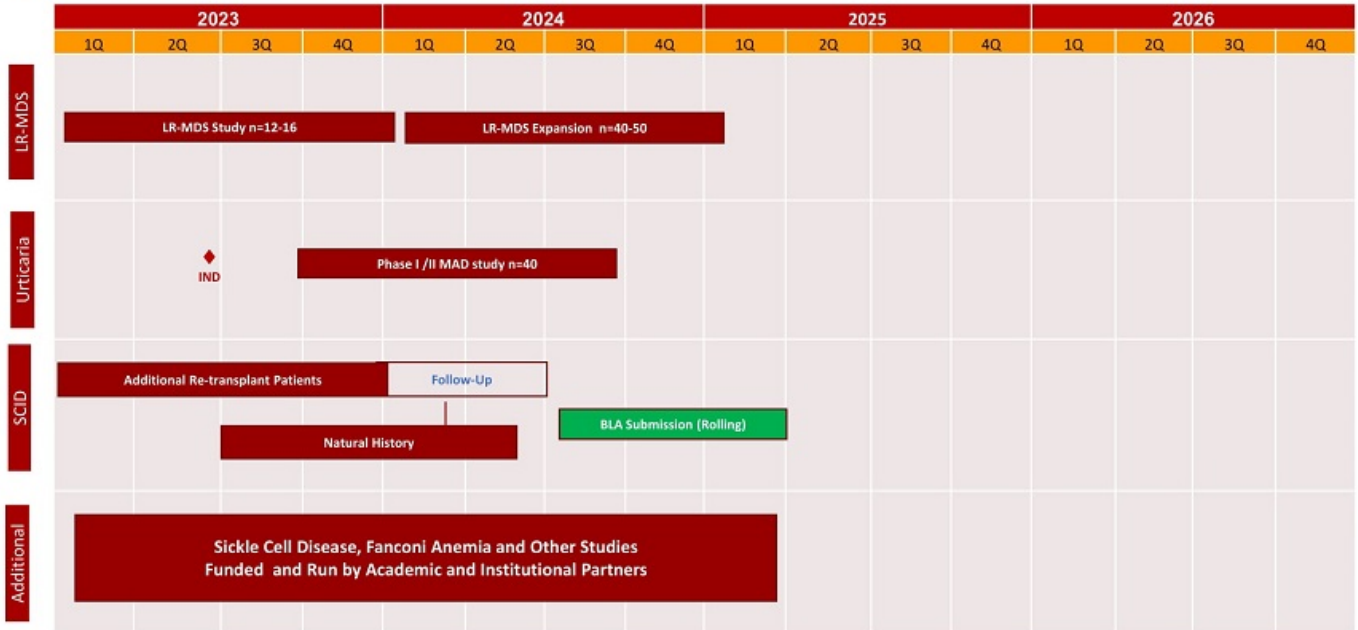 2023 2024 2025 2026
1Q 2Q 3Q 4Q 1Q 2Q 3Q 4Q 1Q 2Q 3Q 4Q 1Q 2Q 3Q 4Q
LR-MDS
LR-MDS Study n=12-16
LR-MDS Expansion n=40-50
Urticaria
IND
Phase I /II MAD study n=40
SCID
Additional Re-transplant Patients
Follow-Up
BLA Submission (Rolling)
Natural History
Additional
Sickle Cell Disease, Fanconi Anemia and Other Studies
Funded and Run by Academic and Institutional Partners